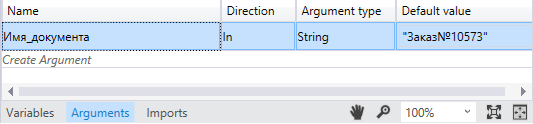 Name Direction Argument type Default value
Имя_документа In String "Заказ№10573"
Create Argument
Variables Arguments Imports 100%